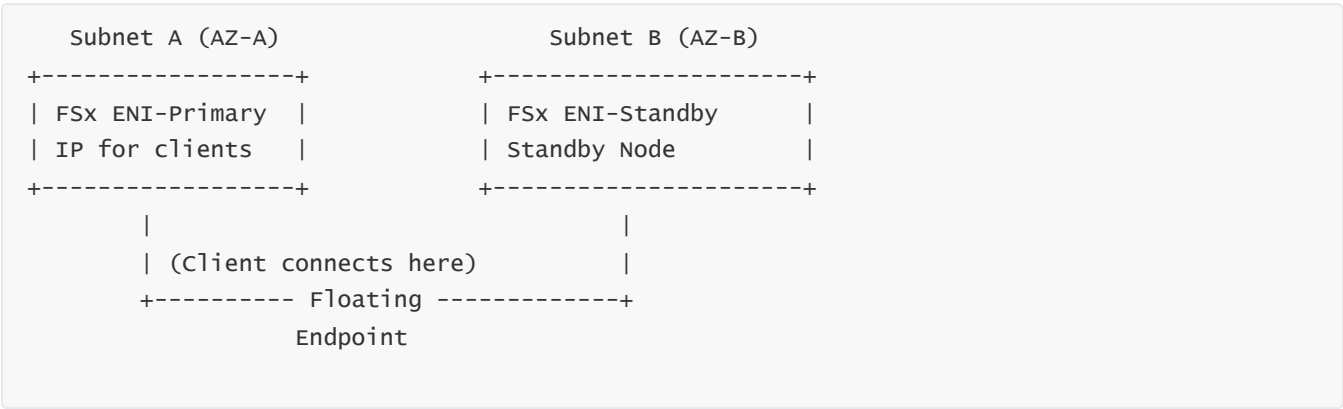 Subnet A (AZ-A)                       Subnet B (AZ-B)
+------------------+               +-----------------------+
| FSx ENI-Primary  |               | FSx ENI-Standby       |
| IP for clients   |               | Standby Node          |
+------------------+               +-----------------------+
        |                                      |
        | (Client connects here)               |
        +---------- Floating -------------+
                    Endpoint